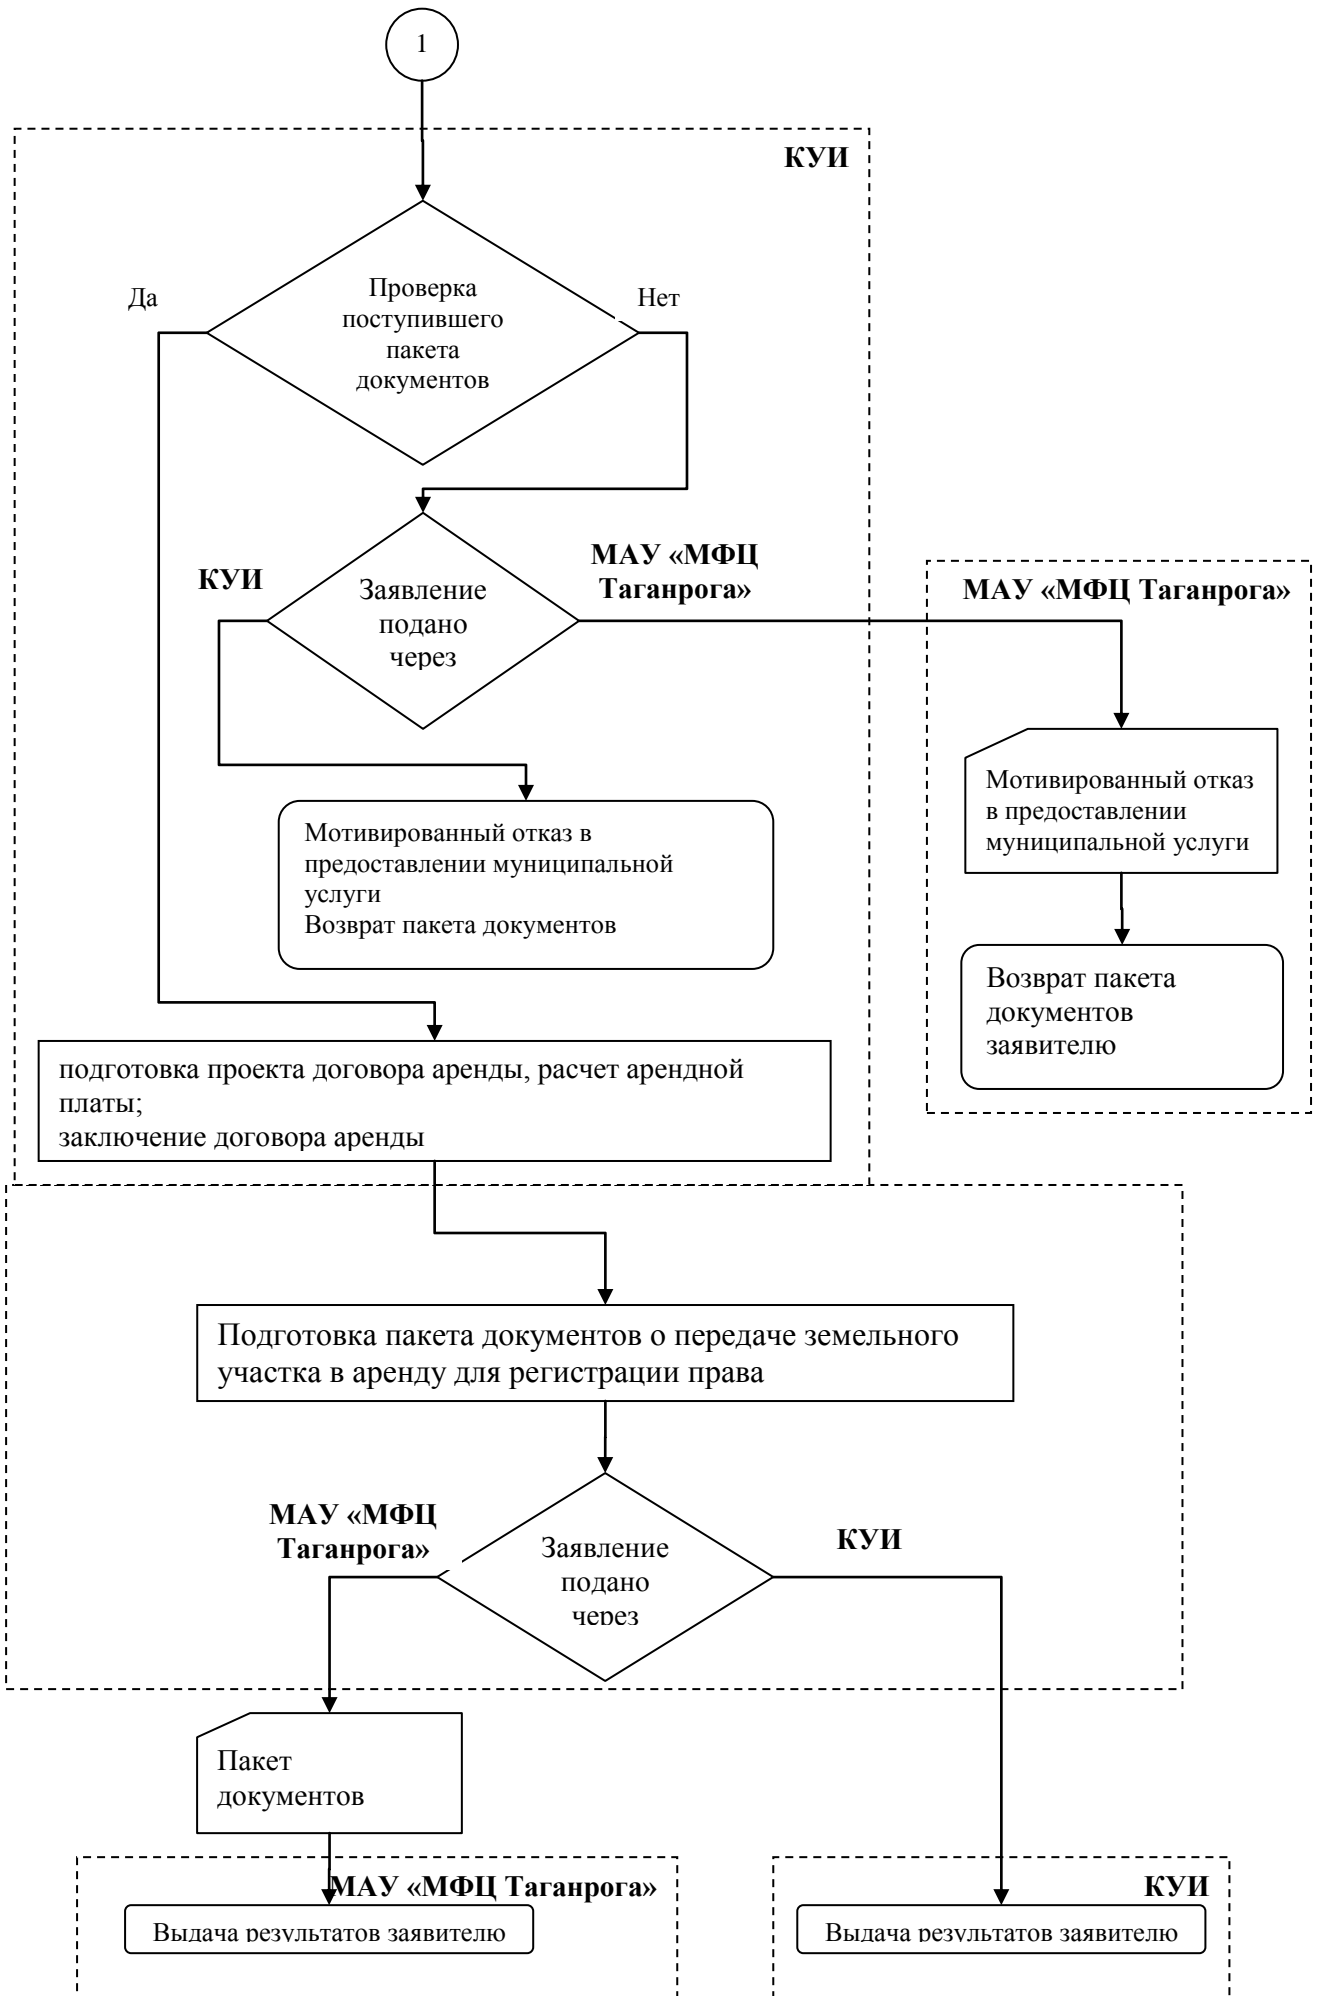 1
КУИ
Да
Нет
Проверка
поступившего
пакета
документов
КУИ
МАУ «МФЦ
Таганрога»
Заявление
подано
через
МАУ «МФЦ Таганрога»
Мотивированный отказ
в предоставлении
муниципальной услуги
Мотивированный отказ в
предоставлении муниципальной
услуги
Возврат пакета документов
Возврат пакета
документов
заявителю
подготовка проекта договора аренды, расчет арендной
платы;
заключение договора аренды
Подготовка пакета документов о передаче земельного
участка в аренду для регистрации права
МАУ «МФЦ
Таганрога»
КУИ
Заявление
подано
через
Пакет
документов
МАУ «МФЦ Таганрога»
КУИ
Выдача результатов заявителю
Выдача результатов заявителю